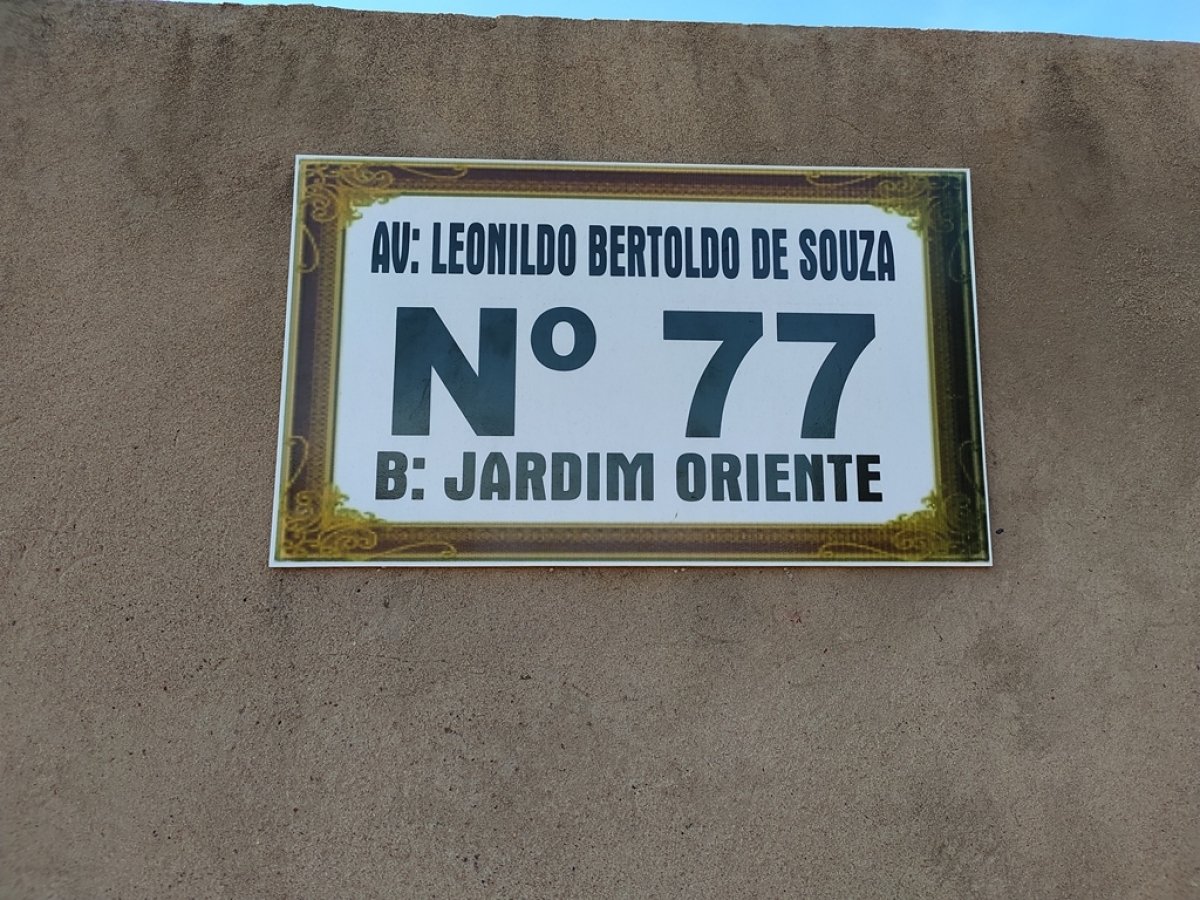 AV: LEONILDO BERTOLDO DE SOUZA
Nº 77
B: JARDIM ORIENTE